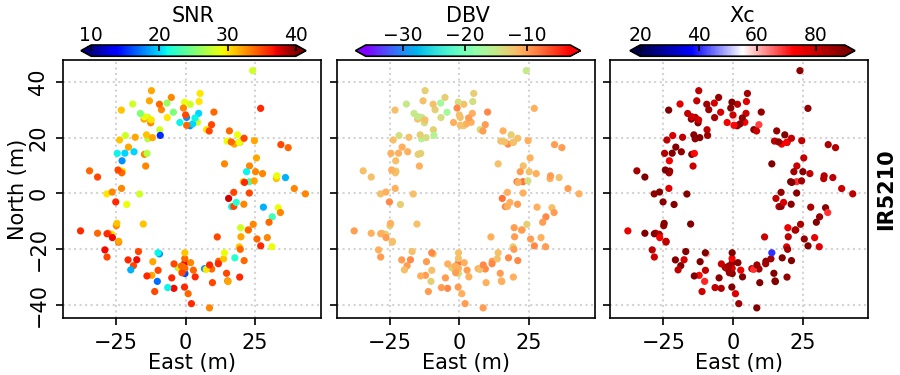 SNR DBV Xc
10 20 30 40 −30 −20 −10 20 40 60 80
40
20
0
−20
−40
North (m)
−25 0 25 −25 0 25 −25 0 25
East (m) East (m) East (m)
IR5210